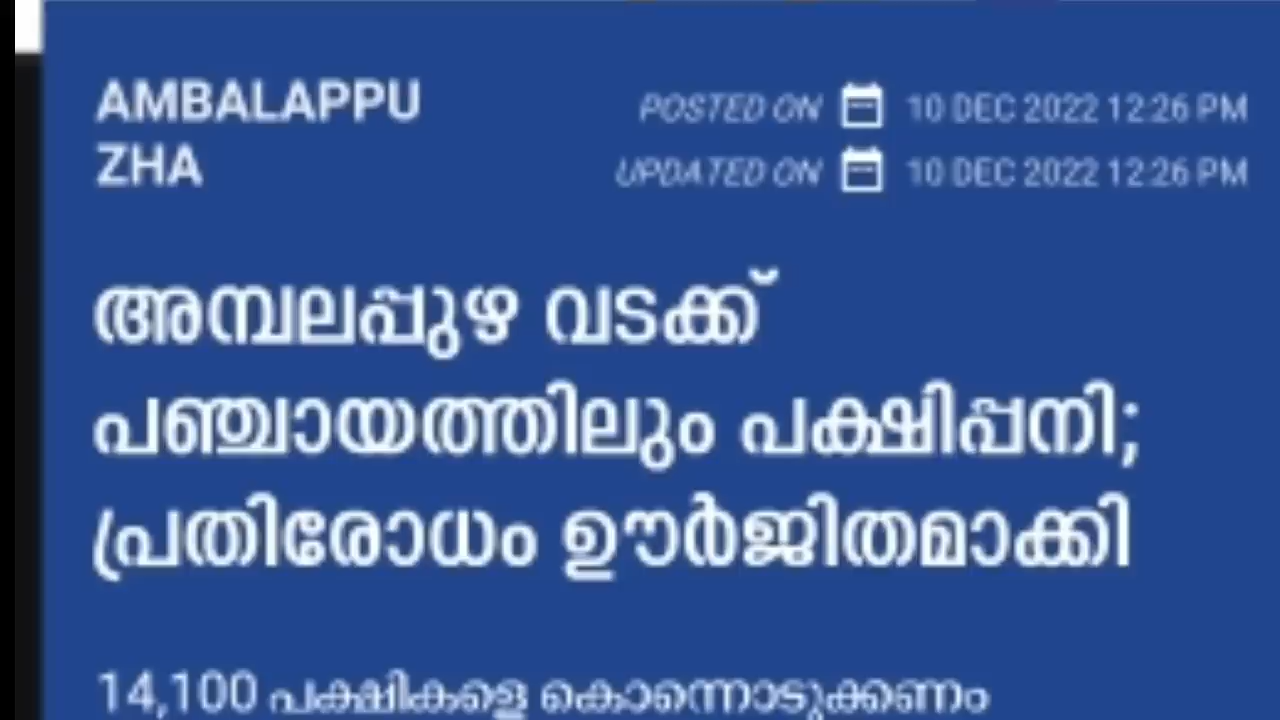 AMBALAPPU
ZHA
POSTED ON 10 DEC 2022 12:26 PM
UPDATED ON 10 DEC 2022 12:26 PM
അമ്പലപ്പുഴ വടക്ക്
പഞ്ചായത്തിലും പക്ഷിപ്പനി;
പ്രതിരോധം ഊർജിതമാക്കി
14,100 പക്ഷികളെ കൊന്നൊടുക്കണം